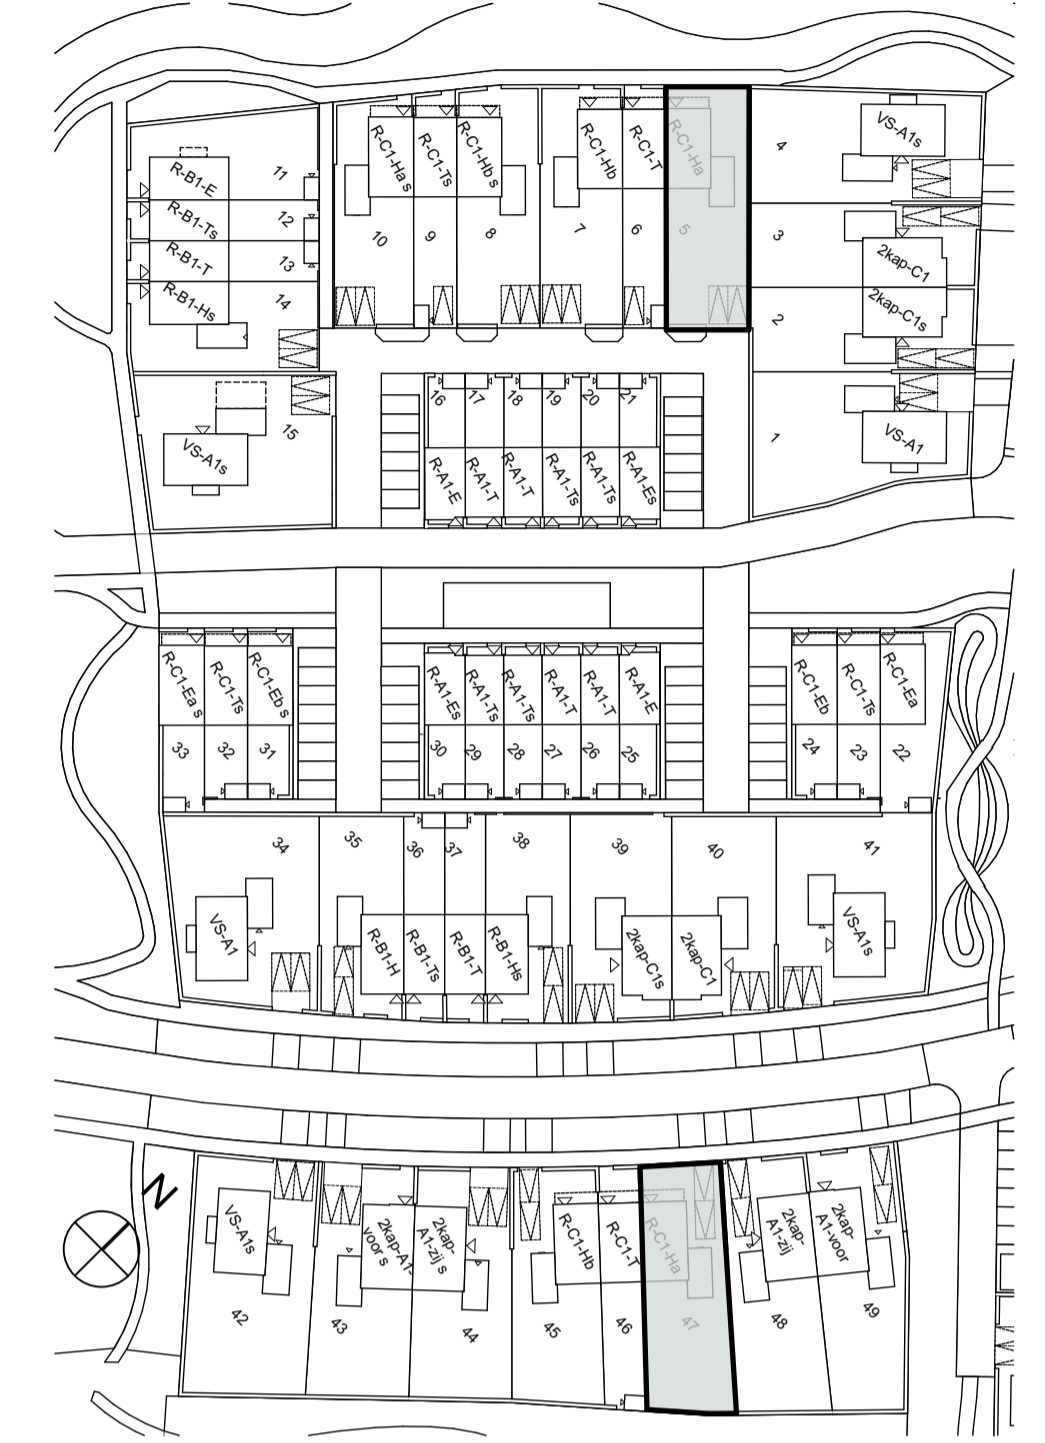 R-C1-Ha s
R-C1-Ts
R-C1-Hb s
R-C1-Hb
R-C1-T
R-C1-Ha
VS-A1s
4
11
R-B1-E
12
R-B1-Ts
13
R-B1-T
14
R-B1-Hs
10
9
8
7
6
5
3
2kap-C1
2kap-C1s
2
1
VS-A1
15
VS-A1s
16
17
18
19
20
21
R-A1-E
R-A1-T
R-A1-T
R-A1-Ts
R-A1-Ts
R-A1-Es
R-C1-Ea s
R-C1-Ts
R-C1-Eb s
R-A1-Es
R-A1-Ts
R-A1-Ts
R-A1-T
R-A1-T
R-A1-E
R-C1-Eb
R-C1-Ts
R-C1-Ea
33
32
31
30
29
28
27
26
25
24
23
22
34
35
36
37
38
39
40
41
VS-A1
R-B1-H
R-B1-Ts
R-B1-T
R-B1-Hs
2kap-C1s
2kap-C1
VS-A1s
N
VS-A1s
2kap-A1-
voor s
2kap-
A1-zij s
R-C1-Hb
R-C1-T
R-C1-Ha
2kap-
A1-zij
2kap-
A1-voor
42
43
44
45
46
47
48
49